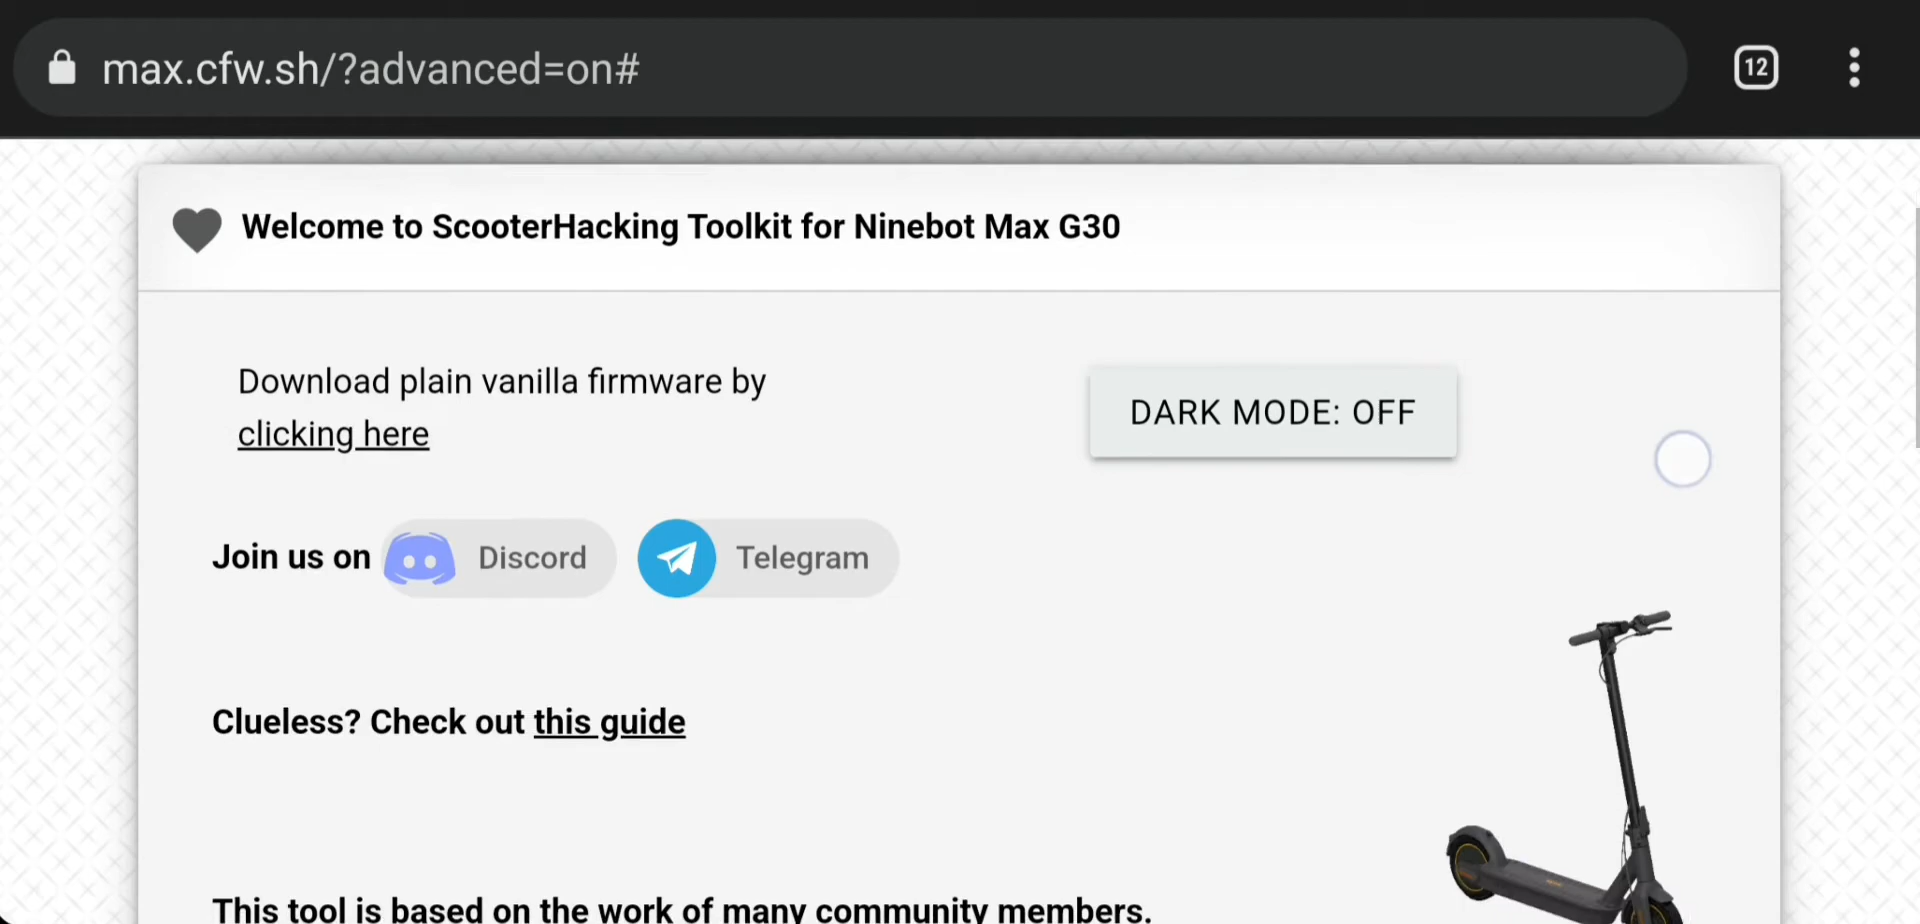 max.cfw.sh/?advanced=on#
12
Welcome to ScooterHacking Toolkit for Ninebot Max G30
Download plain vanilla firmware by
clicking here
DARK MODE: OFF
Join us on Discord Telegram
Clueless? Check out this guide
This tool is based on the work of many community members.